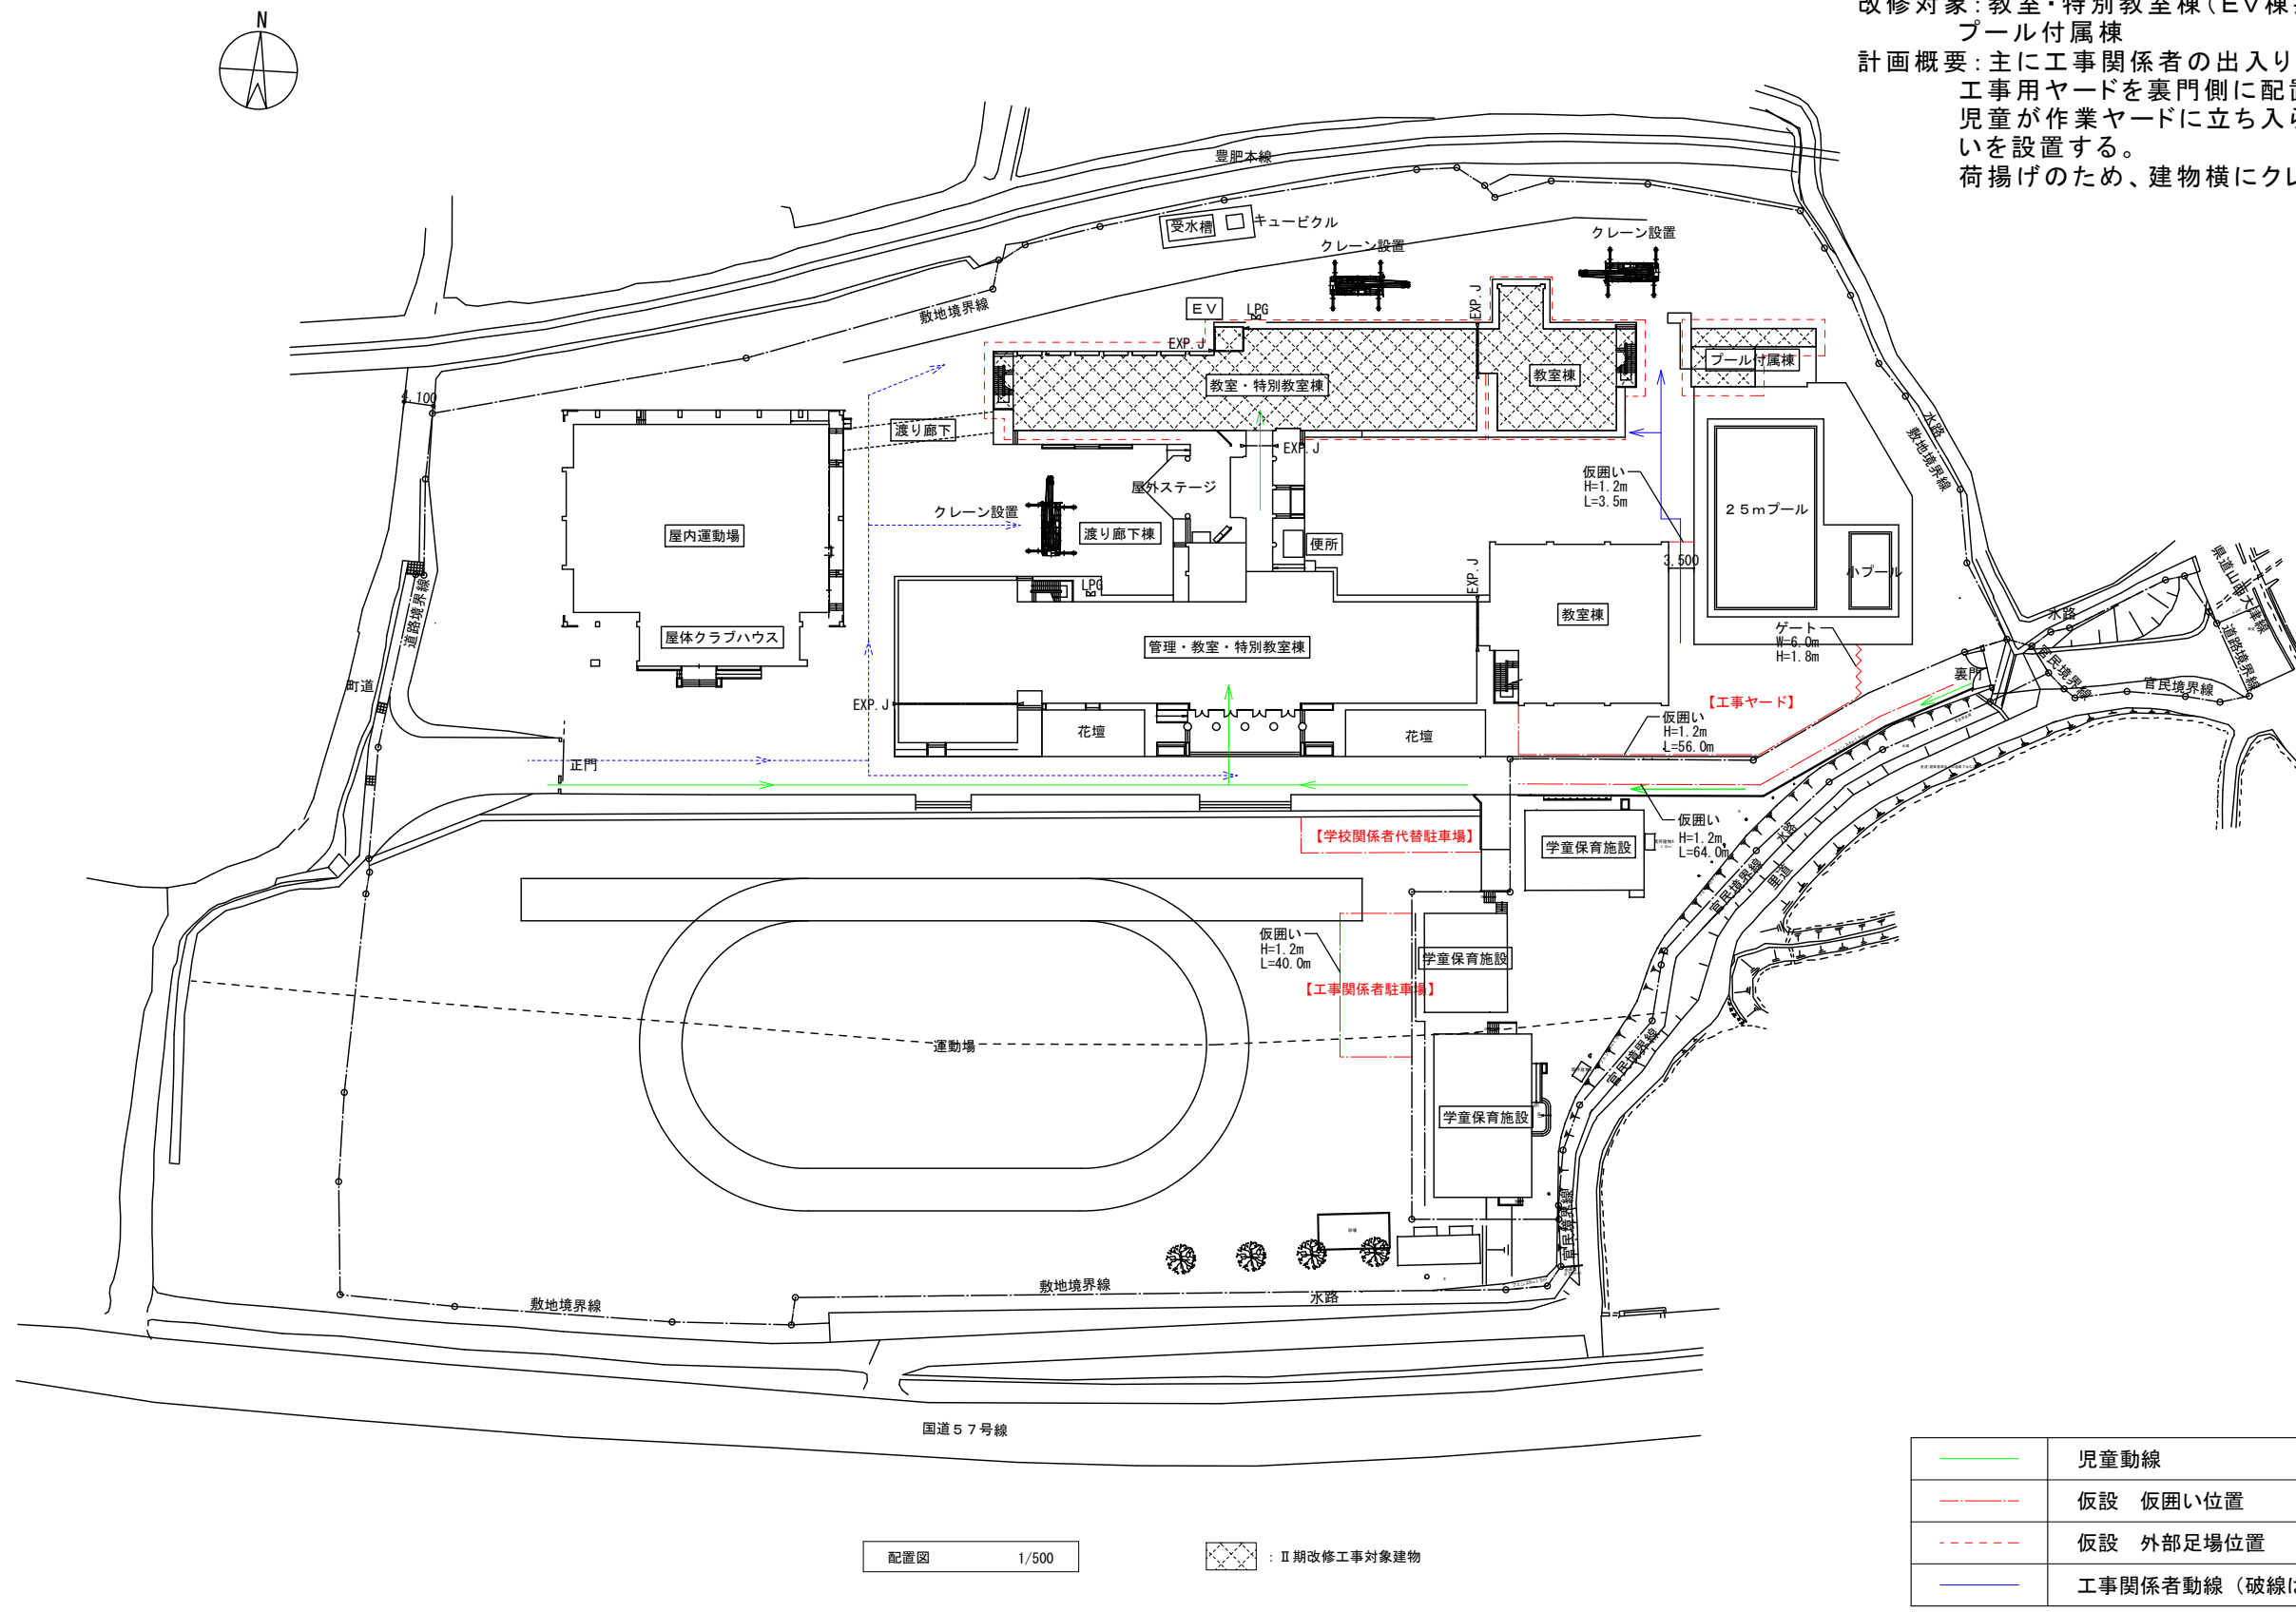 N
改修対象：教室・特別教室棟（EV棟
プール付属棟
計画概要：主に工事関係者の出入り
工事用ヤードを裏門側に配置
児童が作業ヤードに立ち入ら
いを設置する。
荷揚げのため、建物横にクレ
豊肥本線
受水槽
キュービクル
クレーン設置
クレーン設置
敷地境界線
EV
LPG
EXP.J
EXP.J
教室・特別教室棟
教室棟
プール付属棟
4.100
渡り廊下
EXP.J
水路
敷地境界線
屋外ステージ
仮囲い
H=1.2m
L=3.5m
25mプール
クレーン設置
屋内運動場
渡り廊下棟
便所
3.500
小プール
県道山西大津線
LPG
EXP.J
道路境界線
教室棟
水路
屋体クラブハウス
管理・教室・特別教室棟
ゲート
W=6.0m
H=1.8m
道路境界線
官民境界線
裏門
官民境界線
町道
EXP.J
【工事ヤード】
花壇
花壇
仮囲い
H=1.2m
L=56.0m
正門
【学校関係者代替駐車場】
学童保育施設
仮囲い
H=1.2m
L=64.0m
水路
官民境界線
里道
仮囲い
H=1.2m
L=40.0m
学童保育施設
【工事関係者駐車場】
運動場
官民境界線
学童保育施設
官民境界線
敷地境界線
敷地境界線
水路
国道57号線
児童動線
仮設　仮囲い位置
仮設　外部足場位置
工事関係者動線（破線は
配置図　1/500
：Ⅱ期改修工事対象建物